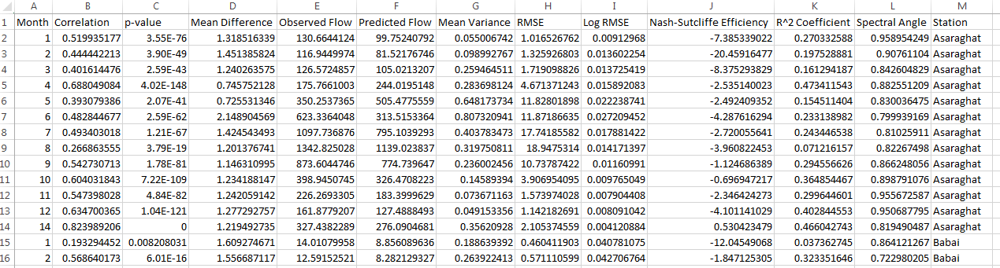 A B C D E F G H I J K L M
1 Month Correlation p-value Mean Difference Observed Flow Predicted Flow Mean Variance RMSE Log RMSE Nash-Sutcliffe Efficiency R^2 Coefficient Spectral Angle Station
2 1 0.519935177 3.55E-76 1.318516339 130.6644124 99.75240792 0.055006742 1.016526762 0.00912968 -7.385339022 0.270332588 0.958954249 Asaraghat
3 2 0.444442213 3.90E-49 1.451385824 116.9449974 81.52176746 0.098992767 1.325926803 0.013602254 -20.45916477 0.197528881 0.90761104 Asaraghat
4 3 0.401614476 2.59E-43 1.240263575 126.5724857 105.0213207 0.259464511 1.719098826 0.013725419 -8.375293829 0.161294187 0.842604829 Asaraghat
5 4 0.688049084 4.02E-148 0.745752128 175.7661003 244.0195148 0.283698124 4.671371243 0.015892083 -2.535140023 0.473411543 0.882551209 Asaraghat
6 5 0.393079386 2.07E-41 0.725531346 350.2537365 505.4775559 0.648173734 11.82801898 0.022238741 -2.492409352 0.154511404 0.830036475 Asaraghat
7 6 0.482844677 2.59E-62 2.148904569 623.3364048 313.5153364 0.807320941 11.87186635 0.027209452 -4.287616294 0.233138982 0.799939169 Asaraghat
8 7 0.493403018 1.21E-67 1.424543493 1097.736876 795.1039293 0.403783473 17.74185582 0.017881422 -2.720055641 0.243446538 0.81025911 Asaraghat
9 8 0.266863555 3.79E-19 1.201376741 1342.825028 1139.023837 0.319750811 18.9475314 0.014171397 -3.960822453 0.071216157 0.82267498 Asaraghat
10 9 0.542730713 1.78E-81 1.146310995 873.6044746 774.739647 0.236002456 10.73787422 0.01160991 -1.124686389 0.294556626 0.866248056 Asaraghat
11 10 0.604031843 7.22E-109 1.234188147 398.9450745 326.4708223 0.14589394 3.906954095 0.009765049 -0.696947217 0.364854467 0.898791076 Asaraghat
12 11 0.547398028 4.84E-82 1.242059142 226.2693305 183.3999629 0.073671163 1.573974028 0.007904408 -2.346424273 0.299644601 0.955672587 Asaraghat
13 12 0.634700365 1.04E-121 1.277292757 161.8779207 127.4888493 0.049153356 1.142182691 0.008091042 -4.101141029 0.402844553 0.950687795 Asaraghat
14 14 0.823989206 0 1.219492735 327.4382289 276.0904681 0.35620928 2.105374559 0.004120884 0.530423479 0.466042743 0.819490487 Asaraghat
15 1 0.193294452 0.008208031 1.609274671 14.01079958 8.856089636 0.188639392 0.460411903 0.040781075 -12.04549068 0.037362745 0.864121267 Babai
16 2 0.568640173 6.01E-16 1.556687117 12.59152521 8.282129327 0.263922413 0.571110599 0.042706764 -1.847125305 0.323351646 0.722980205 Babai